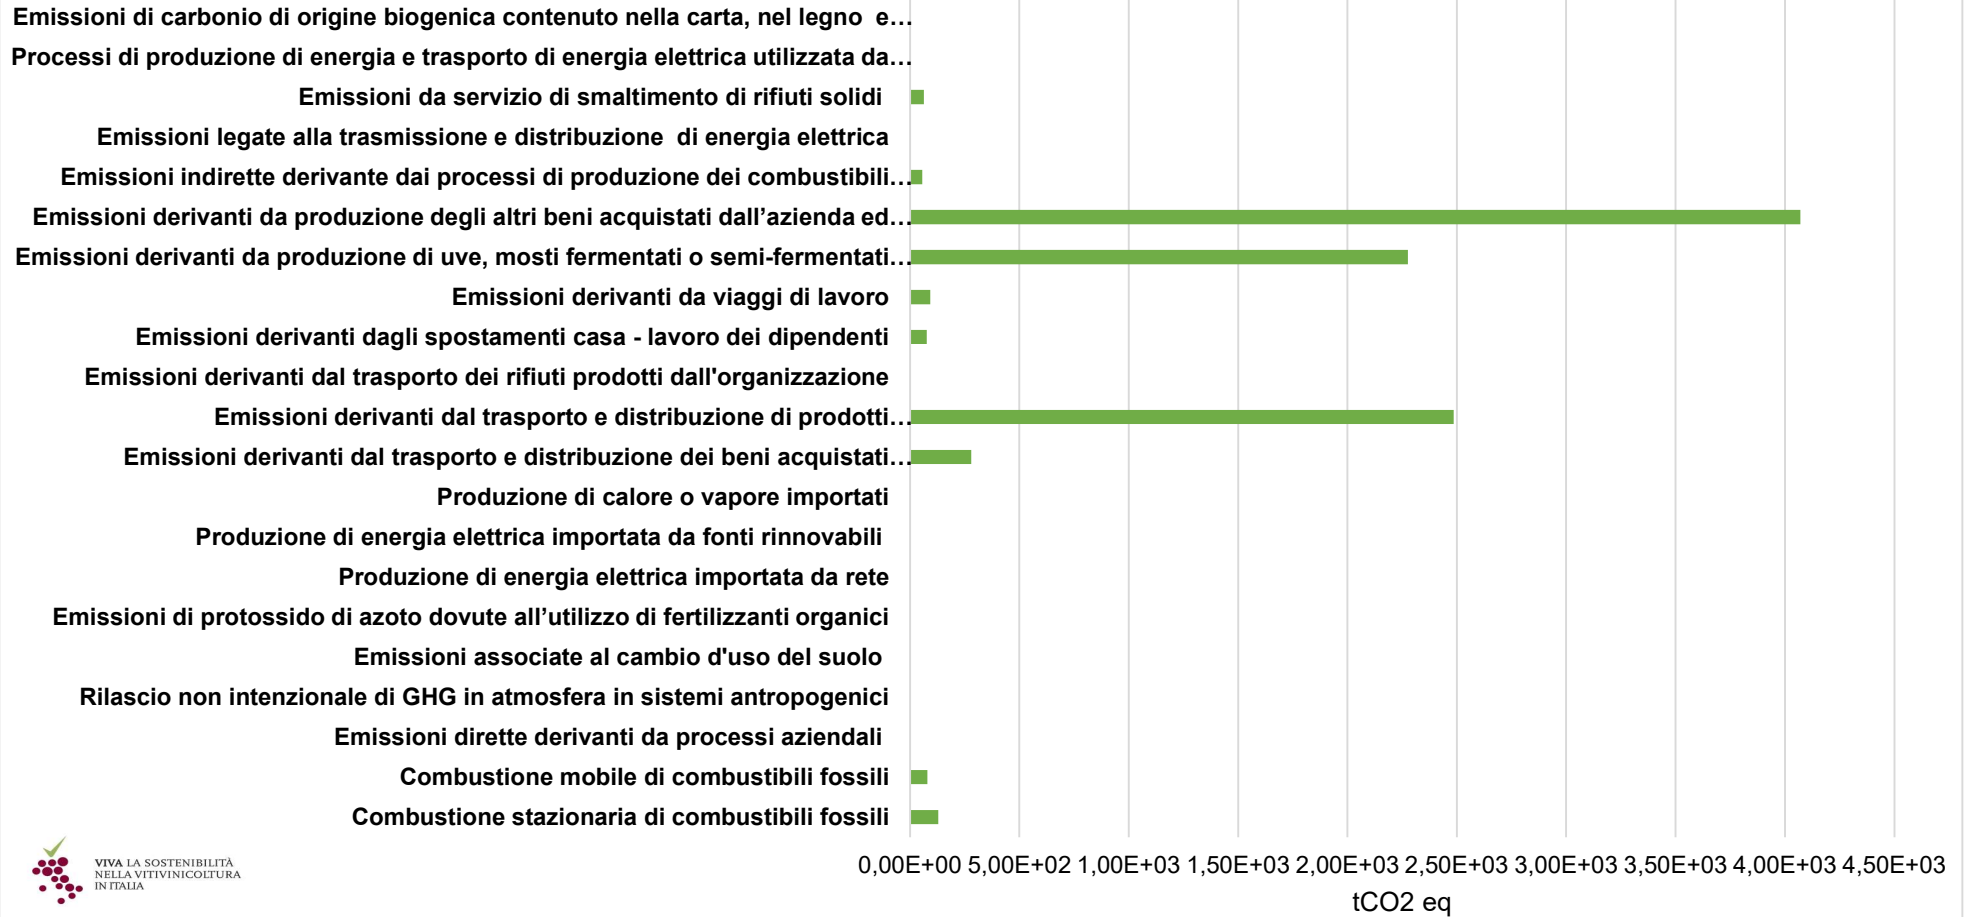 Emissioni di carbonio di origine biogenica contenuto nella carta, nel legno e…
Processi di produzione di energia e trasporto di energia elettrica utilizzata da…
Emissioni da servizio di smaltimento di rifiuti solidi
Emissioni legate alla trasmissione e distribuzione di energia elettrica
Emissioni indirette derivante dai processi di produzione dei combustibili…
Emissioni derivanti da produzione degli altri beni acquistati dall’azienda ed…
Emissioni derivanti da produzione di uve, mosti fermentati o semi-fermentati…
Emissioni derivanti da viaggi di lavoro
Emissioni derivanti dagli spostamenti casa - lavoro dei dipendenti
Emissioni derivanti dal trasporto dei rifiuti prodotti dall'organizzazione
Emissioni derivanti dal trasporto e distribuzione di prodotti…
Emissioni derivanti dal trasporto e distribuzione dei beni acquistati…
Produzione di calore o vapore importati
Produzione di energia elettrica importata da fonti rinnovabili
Produzione di energia elettrica importata da rete
Emissioni di protossido di azoto dovute all’utilizzo di fertilizzanti organici
Emissioni associate al cambio d'uso del suolo
Rilascio non intenzionale di GHG in atmosfera in sistemi antropogenici
Emissioni dirette derivanti da processi aziendali
Combustione mobile di combustibili fossili
Combustione stazionaria di combustibili fossili
0,00E+00 5,00E+02 1,00E+03 1,50E+03 2,00E+03 2,50E+03 3,00E+03 3,50E+03 4,00E+03 4,50E+03
tCO2 eq
VIVA LA SOSTENIBILITÀ
NELLA VITIVINICOLTURA
IN ITALIA